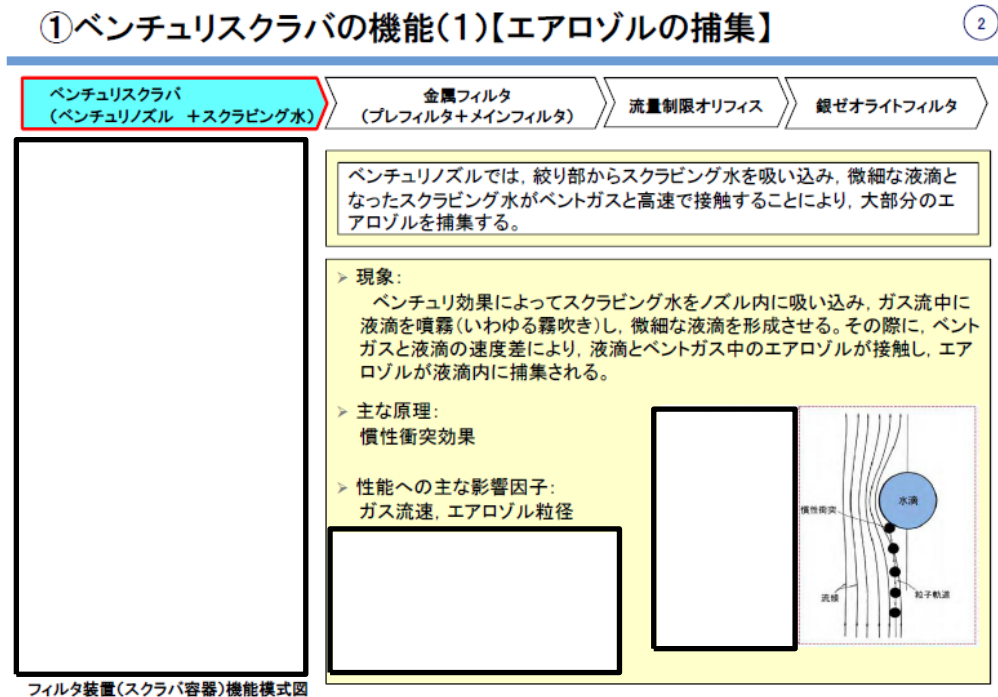 ①ベンチュリスクラバの機能(1)【エアロゾルの捕集】
2
ベンチュリスクラバ
(ベンチュリノズル +スクラビング水)
金属フィルタ
(プレフィルタ+メインフィルタ)
流量制限オリフィス
銀ゼオライトフィルタ
ベンチュリノズルでは, 絞り部からスクラビング水を吸い込み, 微細な液滴と
なったスクラビング水がベントガスと高速で接触することにより, 大部分のエ
アロゾルを捕集する。
➢ 現象:
ベンチュリ効果によってスクラビング水をノズル内に吸い込み, ガス流中に
液滴を噴霧(いわゆる霧吹き)し, 微細な液滴を形成させる。その際に, ベント
ガスと液滴の速度差により, 液滴とベントガス中のエアロゾルが接触し, エア
ロゾルが液滴内に捕集される。
➢ 主な原理:
慣性衝突効果
➢ 性能への主な影響因子:
ガス流速, エアロゾル粒径
水滴
慣性衝突
流線
粒子軌道
フィルタ装置(スクラバ容器)機能模式図